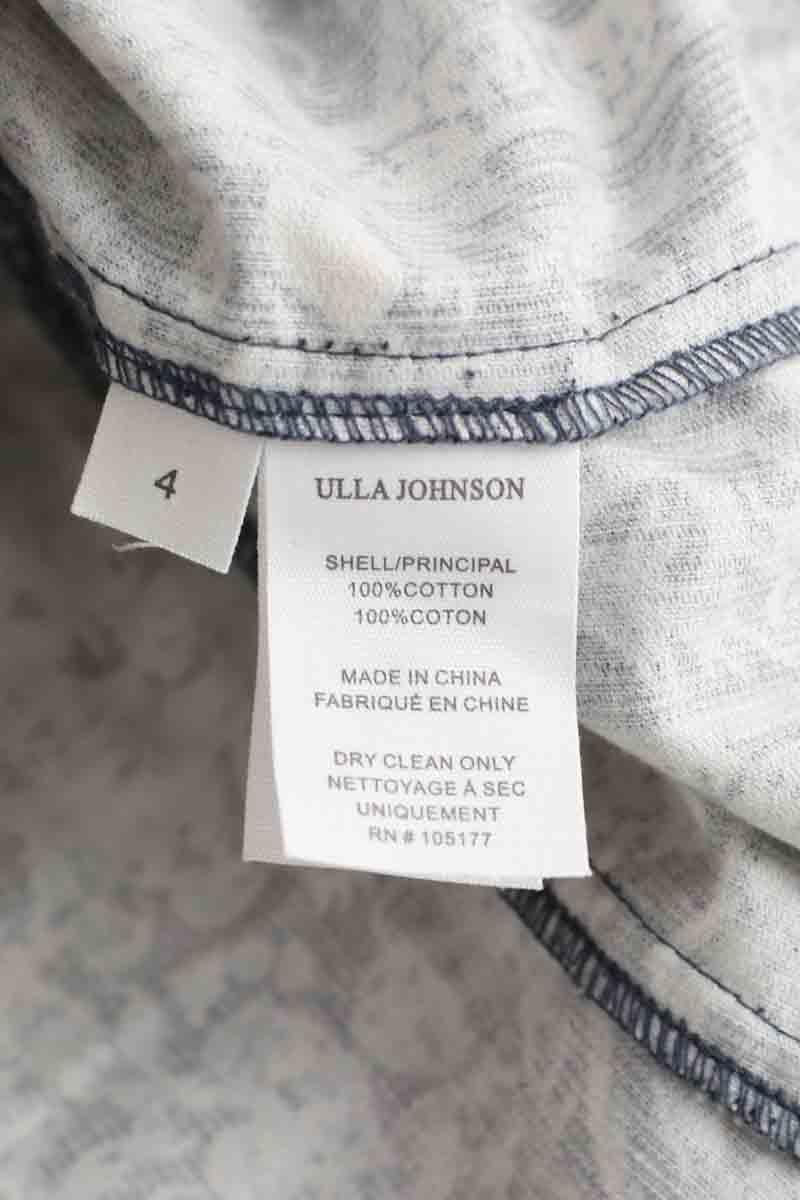 4
ULLA JOHNSON
SHELL/PRINCIPAL
100%COTTON
100%COTON
MADE IN CHINA
FABRIQUÉ EN CHINE
DRY CLEAN ONLY
NETTOYAGE Á SEC
UNIQUEMENT
RN # 105177